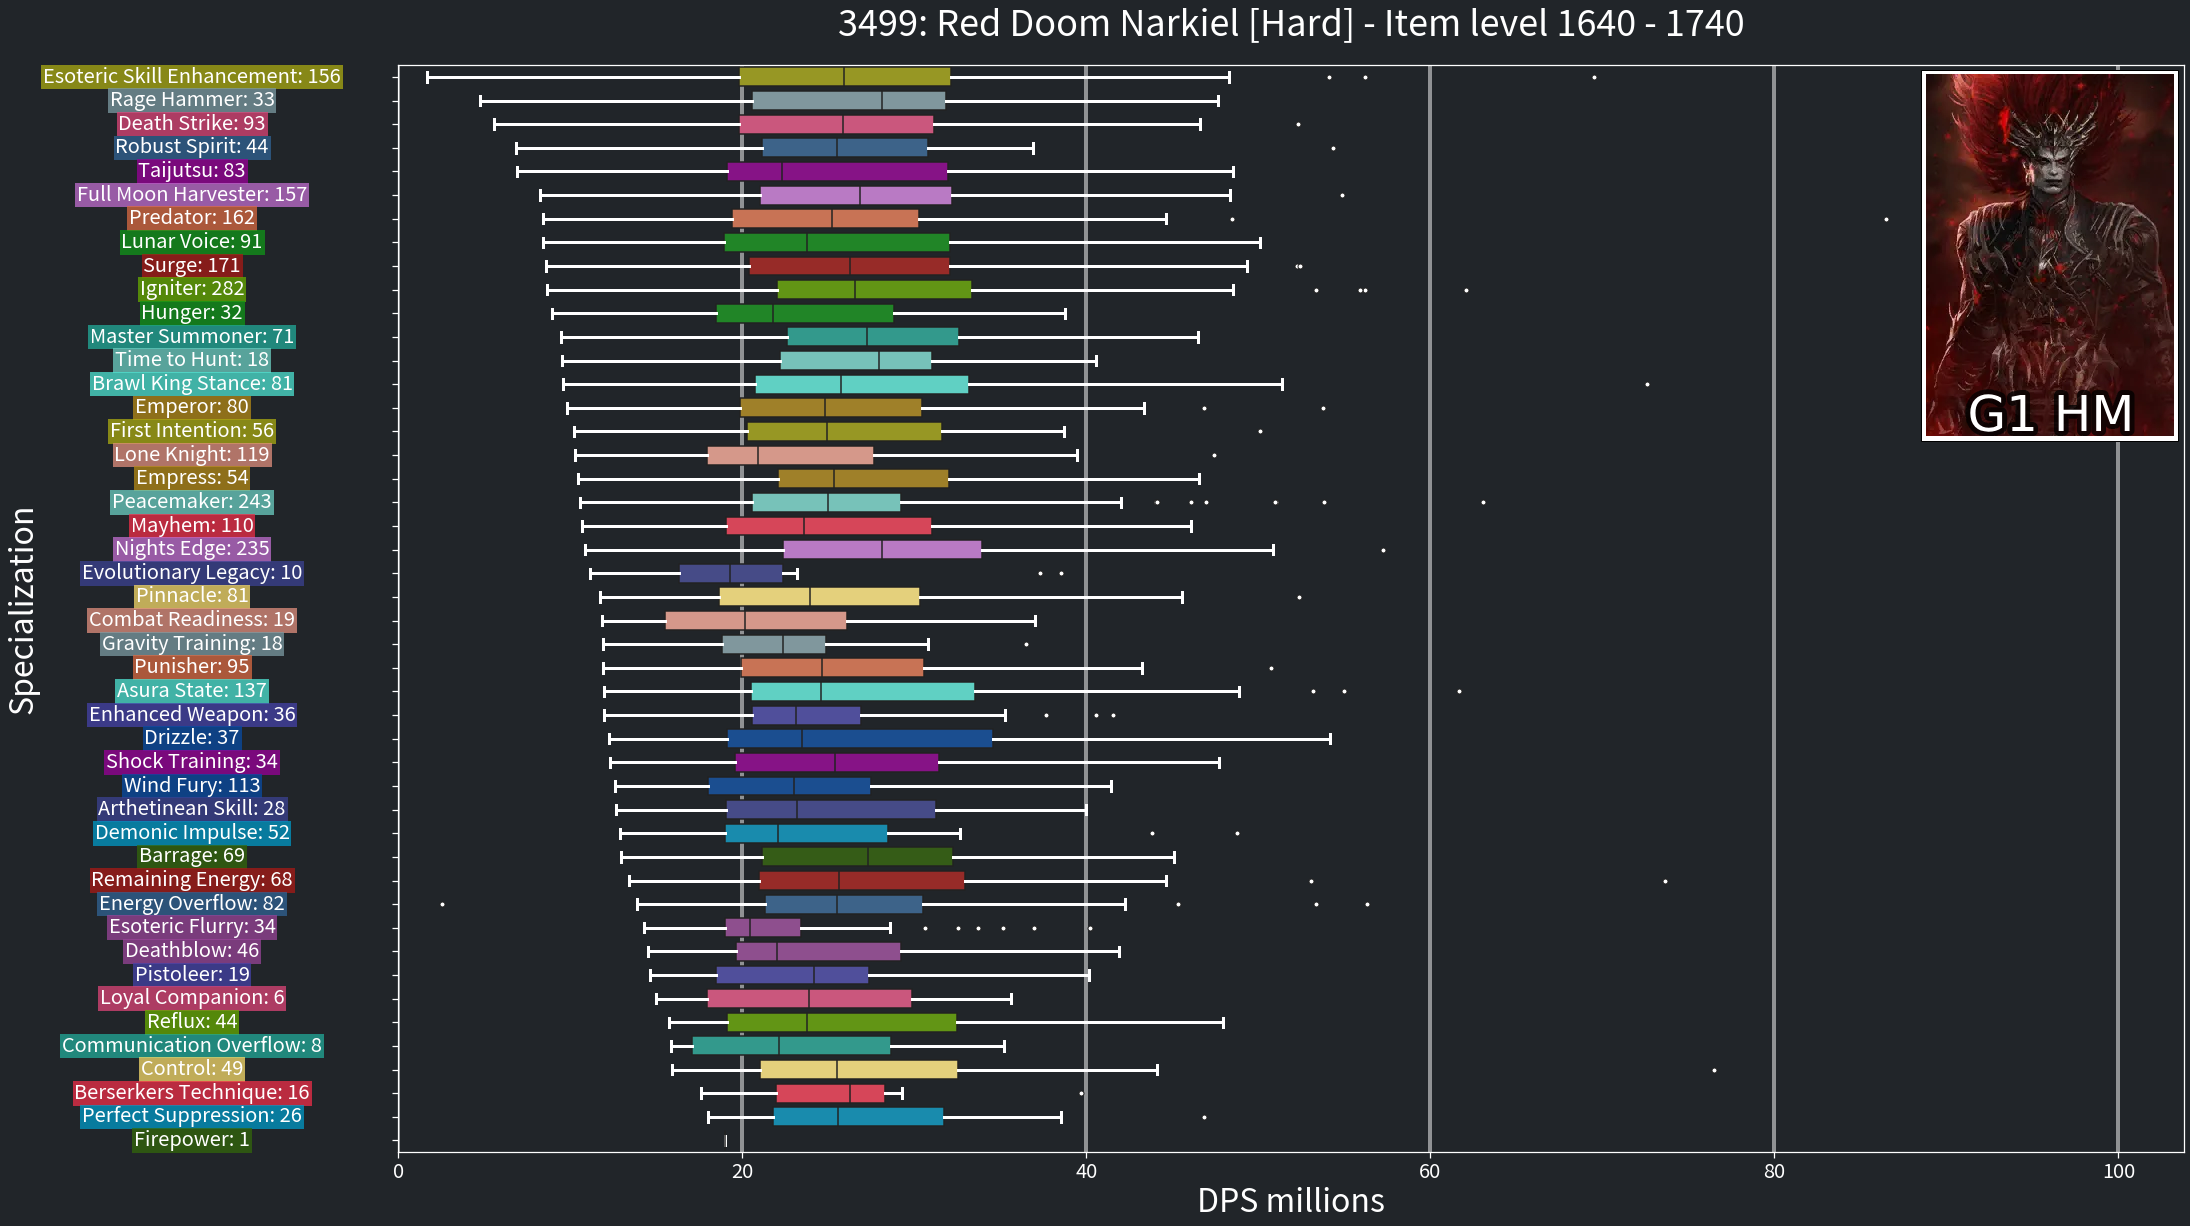 3499: Red Doom Narkiel [Hard] - Item level 1640 - 1740
Esoteric Skill Enhancement: 156
Rage Hammer: 33
Death Strike: 93
Robust Spirit: 44
Taijutsu: 83
Full Moon Harvester: 157
Predator: 162
Lunar Voice: 91
Surge: 171
Igniter: 282
Hunger: 32
Master Summoner: 71
Time to Hunt: 18
Brawl King Stance: 81
Emperor: 80
First Intention: 56
Lone Knight: 119
Empress: 54
Peacemaker: 243
Mayhem: 110
Nights Edge: 235
Evolutionary Legacy: 10
Pinnacle: 81
Combat Readiness: 19
Gravity Training: 18
Punisher: 95
Asura State: 137
Enhanced Weapon: 36
Drizzle: 37
Shock Training: 34
Wind Fury: 113
Arthetinean Skill: 28
Demonic Impulse: 52
Barrage: 69
Remaining Energy: 68
Energy Overflow: 82
Esoteric Flurry: 34
Deathblow: 46
Pistoleer: 19
Loyal Companion: 6
Reflux: 44
Communication Overflow: 8
Control: 49
Berserkers Technique: 16
Perfect Suppression: 26
Firepower: 1
Specialization
G1 HM
0 20 40 60 80 100
DPS millions